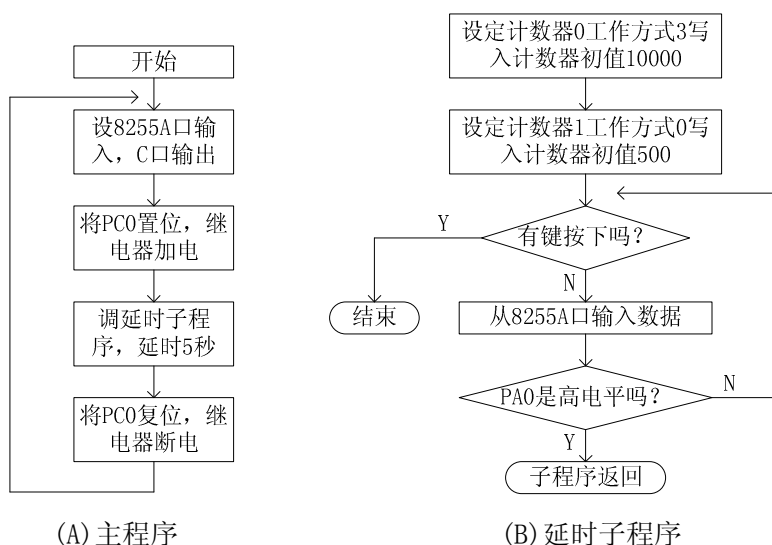 开始
设8255A口输
入，C口输出
将PC0置位，继
电器加电
调延时子程
序，延时5秒
将PC0复位，继
电器断电
(A)主程序
设定计数器0工作方式3写
入计数器初值10000
设定计数器1工作方式0写
入计数器初值500
有键按下吗？
Y
N
结束
从8255A口输入数据
PA0是高电平吗？
N
Y
子程序返回
(B)延时子程序